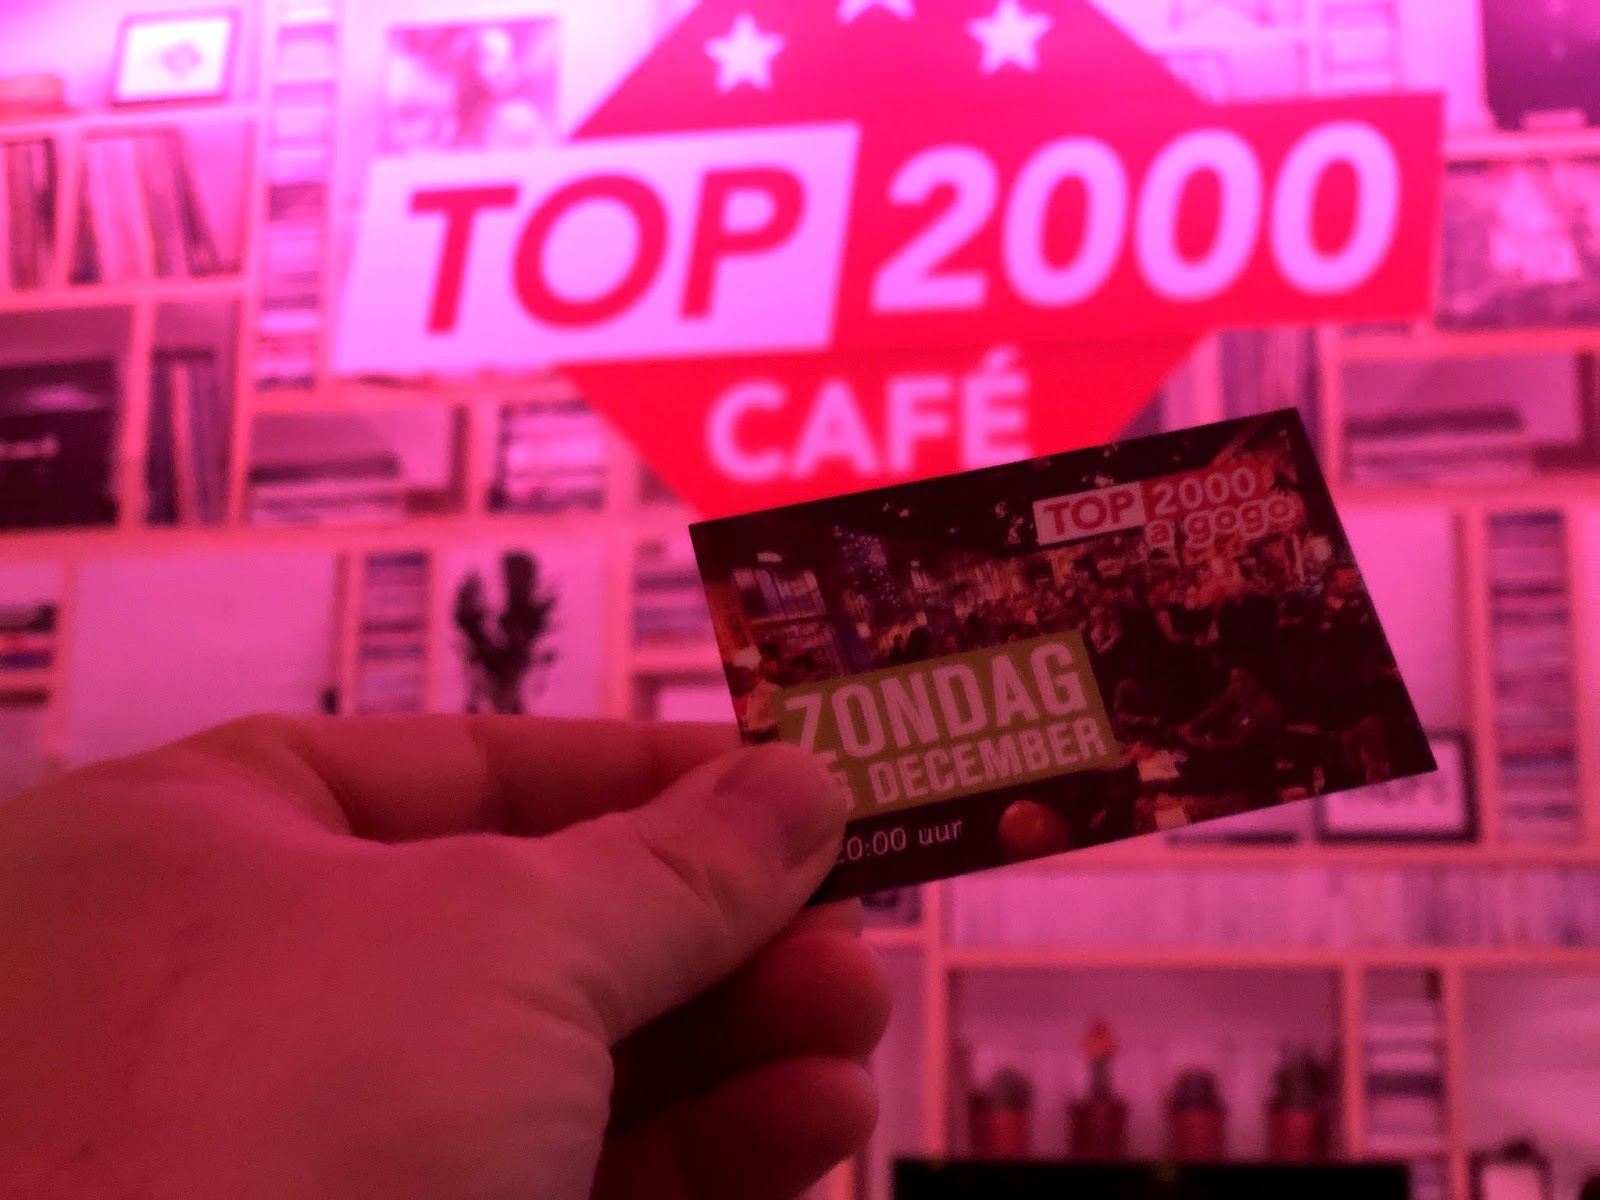 TOP 2000
CAFÉ
TOP 2000
a gogo
ZONDAG
DECEMBER
20:00 uur